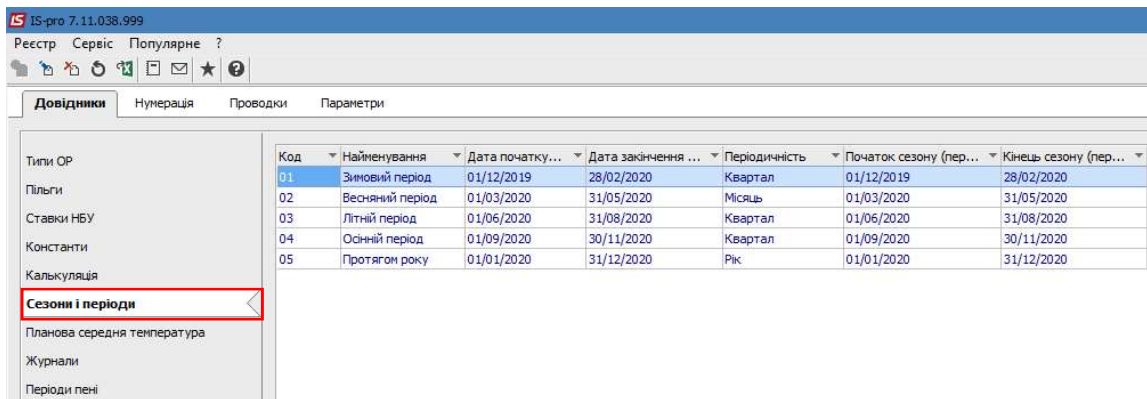 IS-pro 7.11.038.999
Реєстр Сервіс Популярне ?
Довідники Нумерація Проводки Параметри
Типи ОР
Пільги
Ставки НБУ
Константи
Калькуляція
Сезони і періоди
Планова середня температура
Журнали
Періоди пені
Код Найменування Дата початку... Дата закінчення ... Періодичність Початок сезону (пер... Кінець сезону (пер...
01 Зимовий період 01/12/2019 28/02/2020 Квартал 01/12/2019 28/02/2020
02 Весняний період 01/03/2020 31/05/2020 Місяць 01/03/2020 31/05/2020
03 Літній період 01/06/2020 31/08/2020 Квартал 01/06/2020 31/08/2020
04 Осінній період 01/09/2020 30/11/2020 Квартал 01/09/2020 30/11/2020
05 Протягом року 01/01/2020 31/12/2020 Рік 01/01/2020 31/12/2020